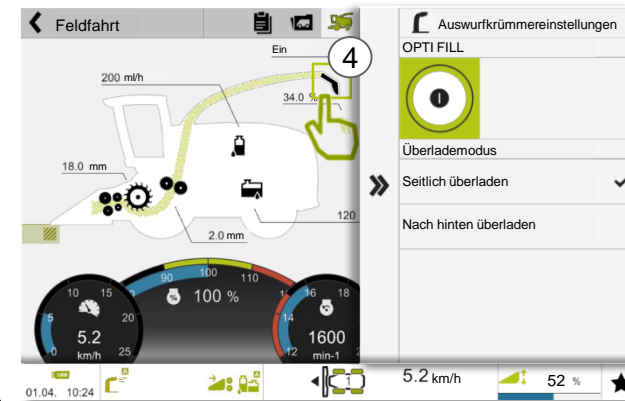 Feldfahrt
Auswurfkrümmereinstellungen
Ein
4
OPTI FILL
200 ml/h
34.0 %
18.0 mm
Überlademodus
Seitlich überladen
120
2.0 mm
Nach hinten überladen
90 100 110
10 15
5 20
0 25
5.2
km/h
100 %
%
16 18
14
12
1600
min-1
USB
01.04. 10:24
A
A
1
5.2 km/h
52 %